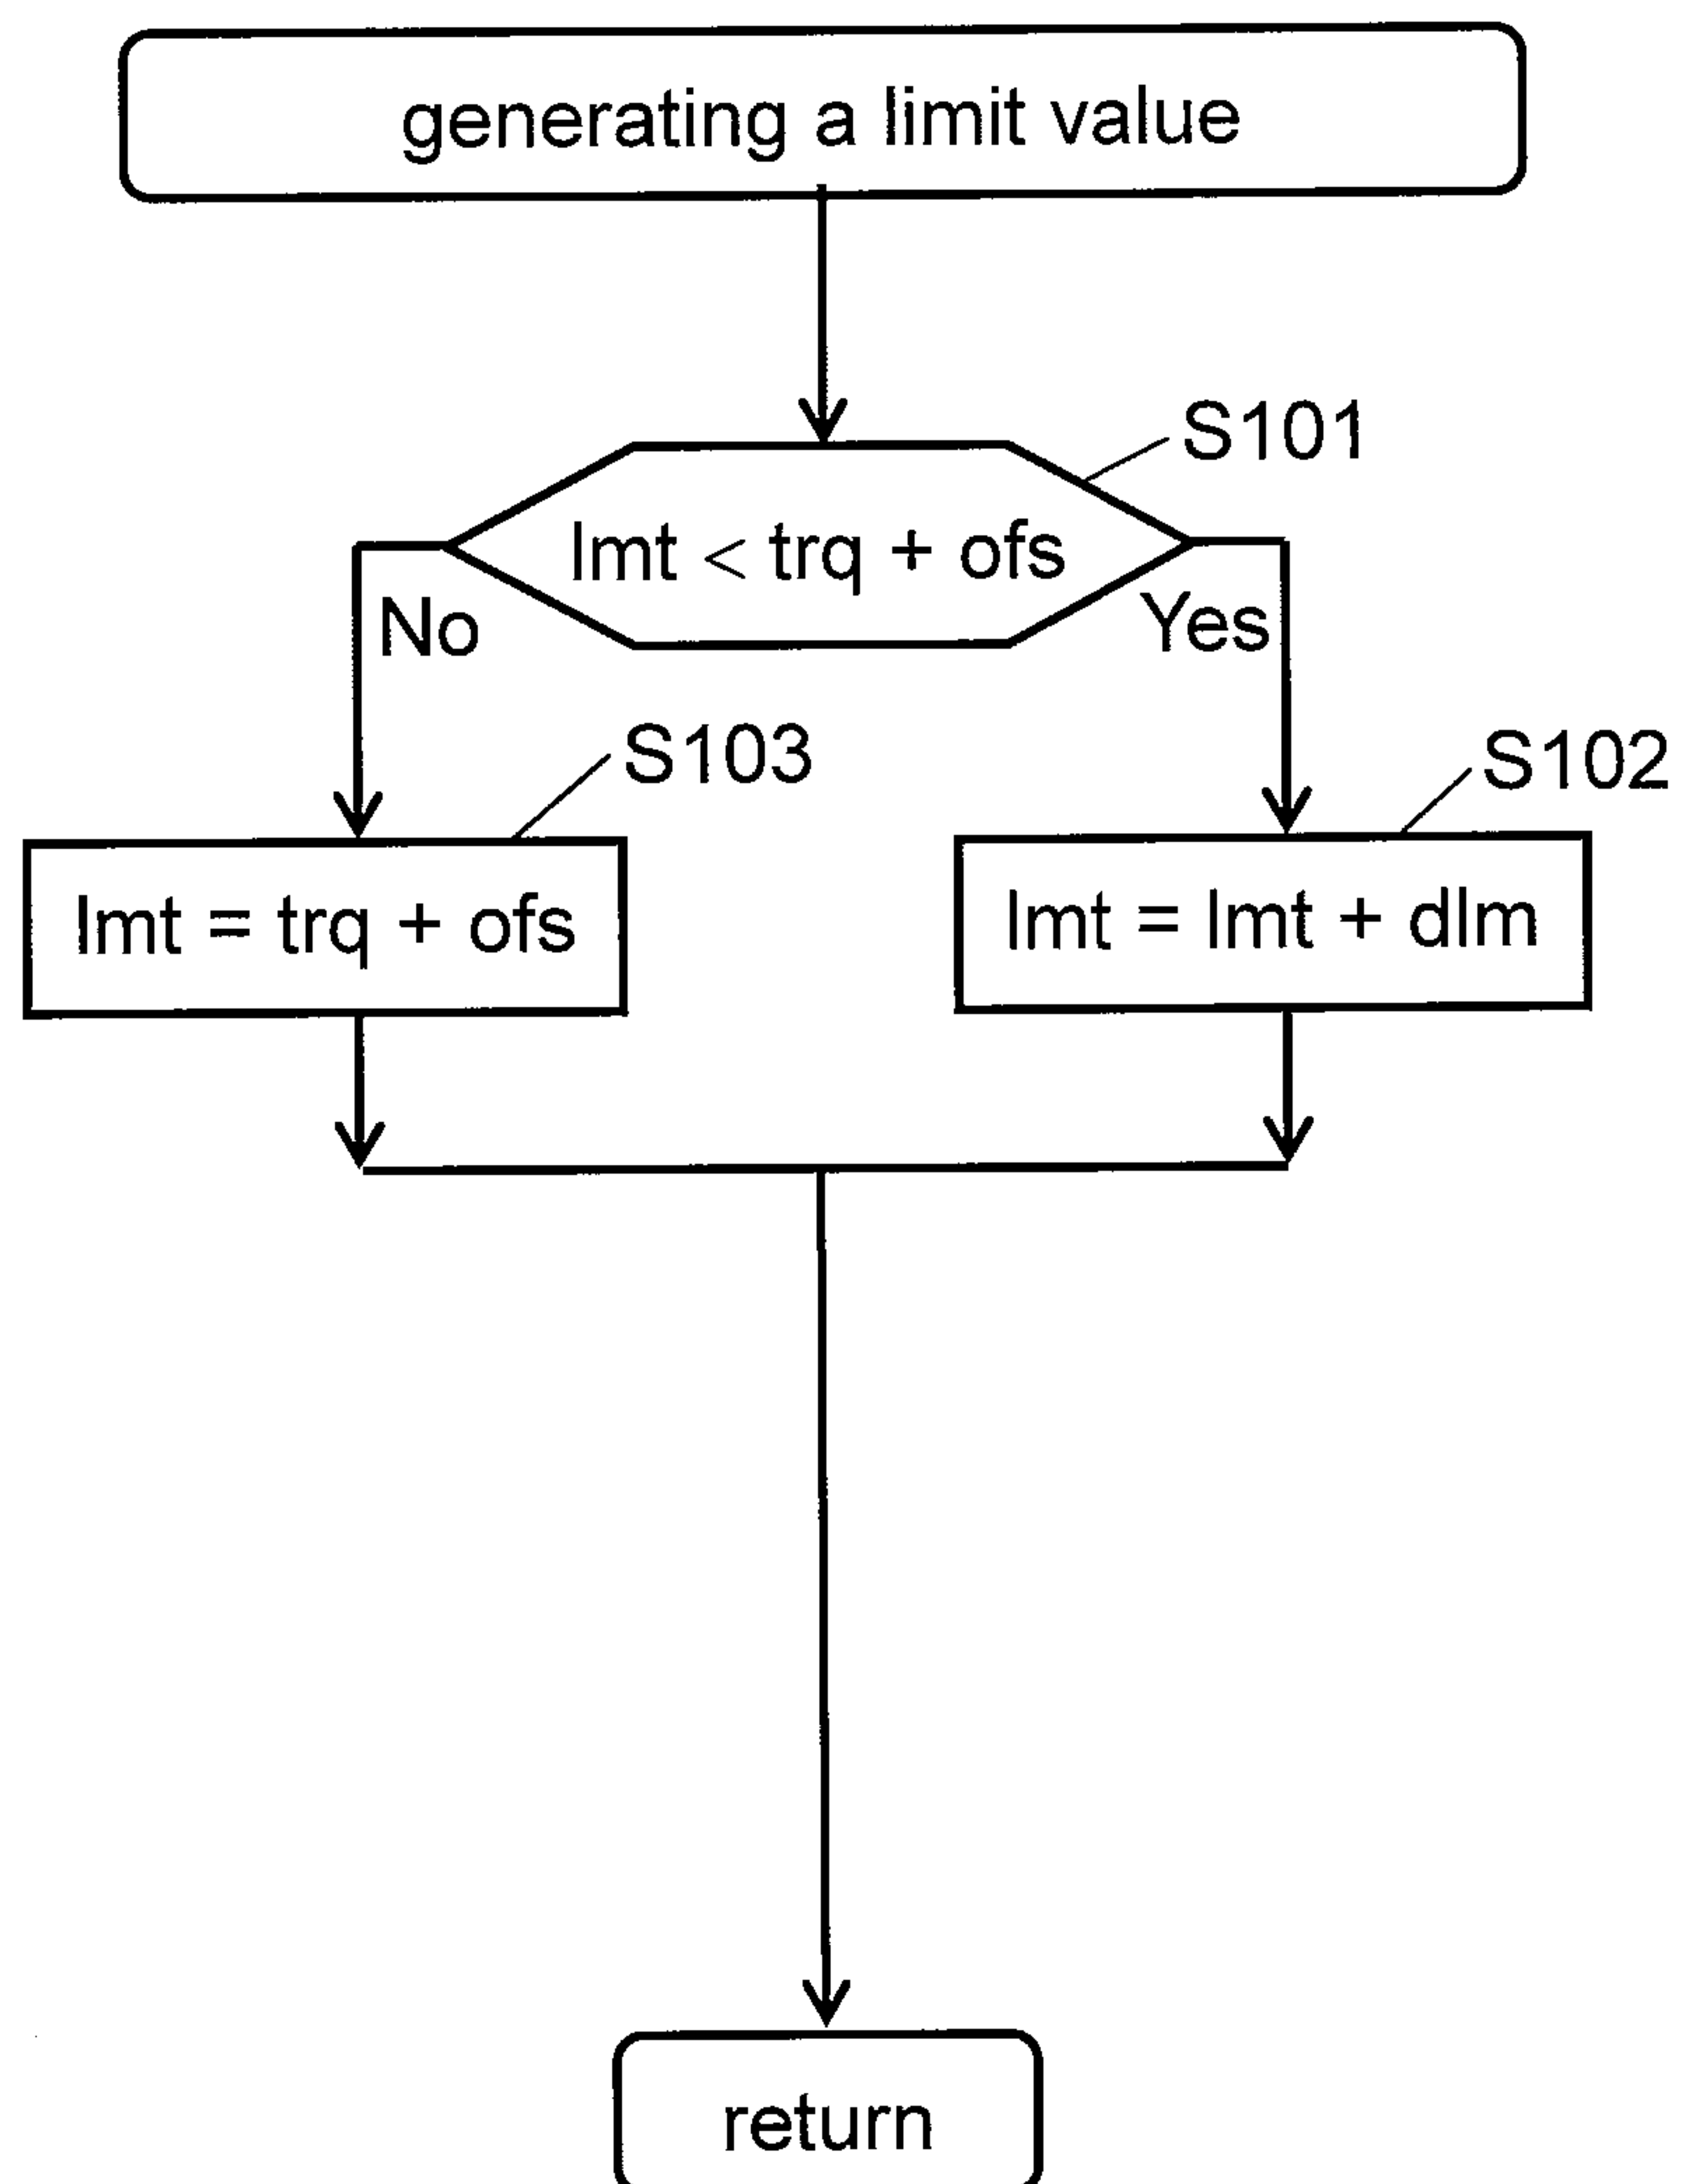 generating a limit value
S101
lmt < trq + ofs
No
Yes
S103
S102
lmt = trq + ofs
lmt = lmt + dlm
return